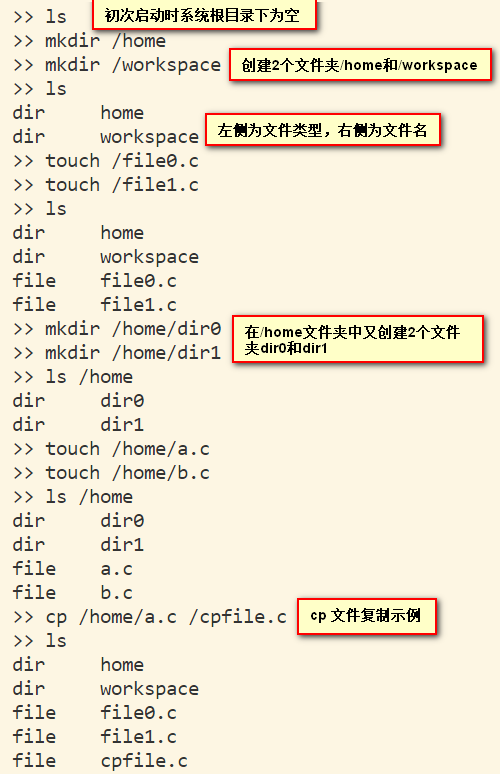 >> ls
初次启动时系统根目录下为空
>> mkdir /home
>> mkdir /workspace
创建2个文件夹/home和/workspace
>> ls
dir home
dir workspace
左侧为文件类型，右侧为文件名
>> touch /file0.c
>> touch /file1.c
>> ls
dir home
dir workspace
file file0.c
file file1.c
>> mkdir /home/dir0
>> mkdir /home/dir1
在/home文件夹中又创建2个文件
夹dir0和dir1
>> ls /home
dir dir0
dir dir1
>> touch /home/a.c
>> touch /home/b.c
>> ls /home
dir dir0
dir dir1
file a.c
file b.c
>> cp /home/a.c /cpfile.c
cp 文件复制示例
>> ls
dir home
dir workspace
file file0.c
file file1.c
file cpfile.c